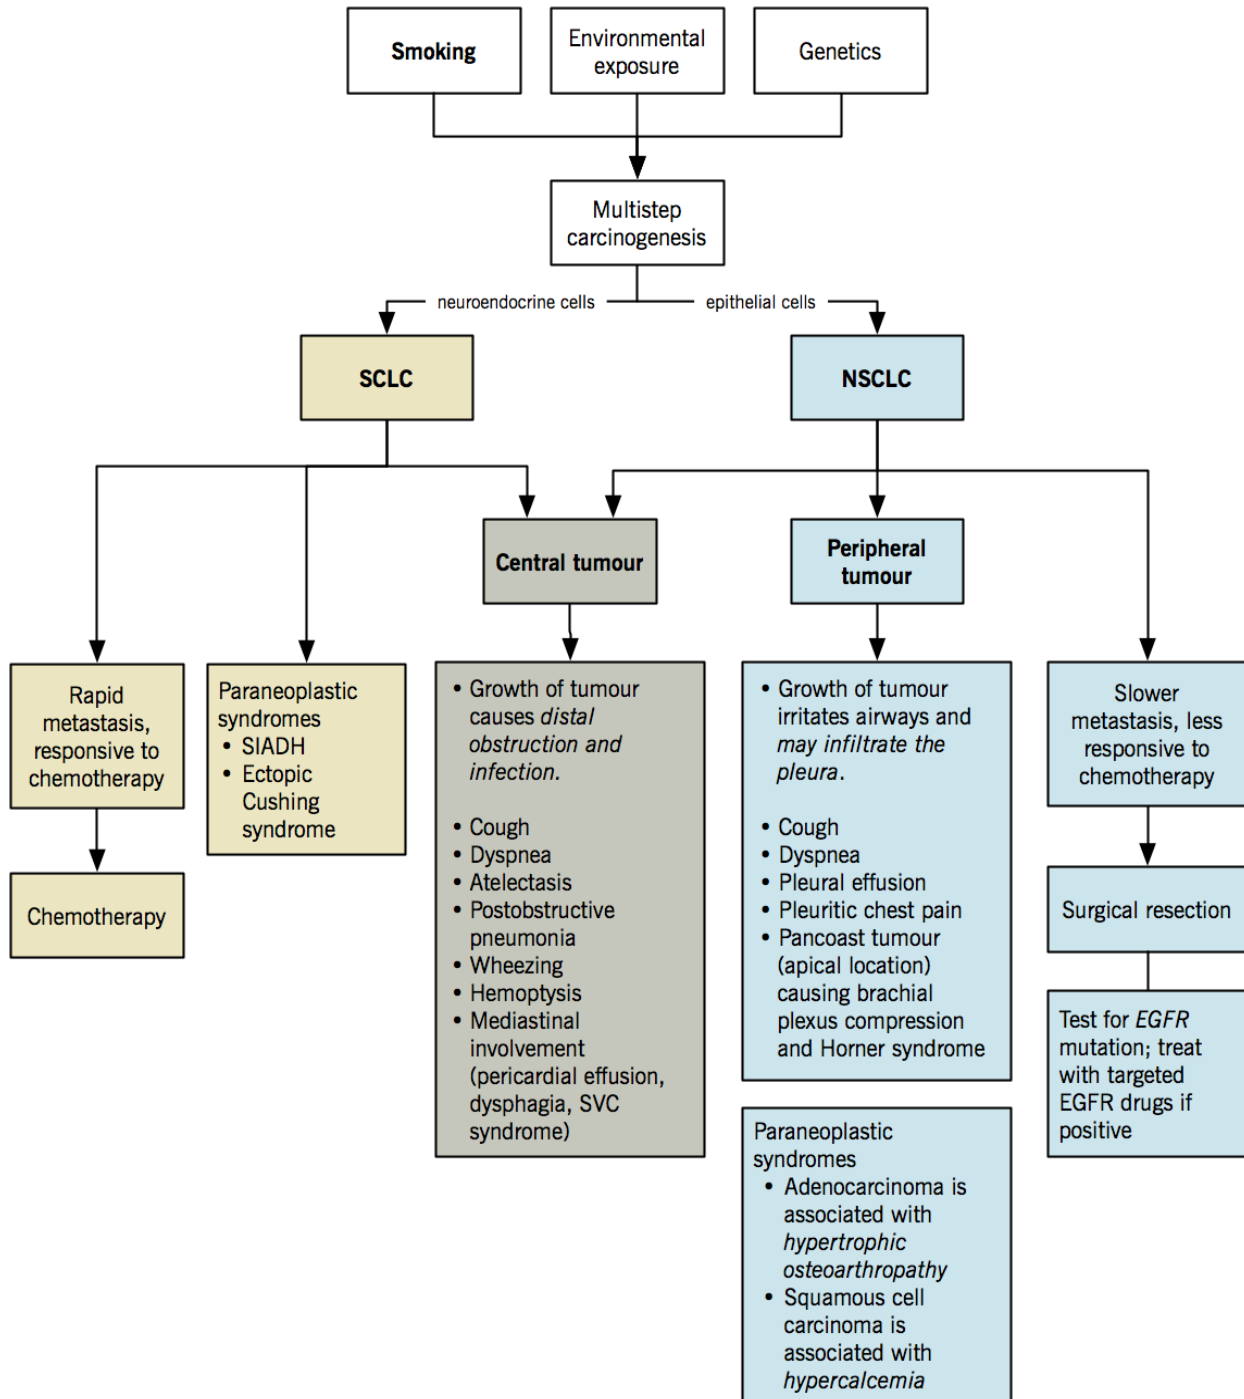 Smoking
Environmental
exposure
Genetics
Multistep
carcinogenesis
neuroendocrine cells
epithelial cells
SCLC
NSCLC
Central tumour
Peripheral
tumour
Rapid
metastasis,
responsive to
chemotherapy
Chemotherapy
Paraneoplastic
syndromes
• SIADH
• Ectopic
Cushing
syndrome
• Growth of tumour
causes distal
obstruction and
infection.
• Cough
• Dyspnea
• Atelectasis
• Postobstructive
pneumonia
• Wheezing
• Hemoptysis
• Mediastinal
involvement
(pericardial effusion,
dysphagia, SVC
syndrome)
• Growth of tumour
irritates airways and
may infiltrate the
pleura.
• Cough
• Dyspnea
• Pleural effusion
• Pleuritic chest pain
• Pancoast tumour
(apical location)
causing brachial
plexus compression
and Horner syndrome
Paraneoplastic
syndromes
• Adenocarcinoma is
associated with
hypertrophic
osteoarthropathy
• Squamous cell
carcinoma is
associated with
hypercalcemia
Slower
metastasis, less
responsive to
chemotherapy
Surgical resection
Test for EGFR
mutation; treat
with targeted
EGFR drugs if
positive